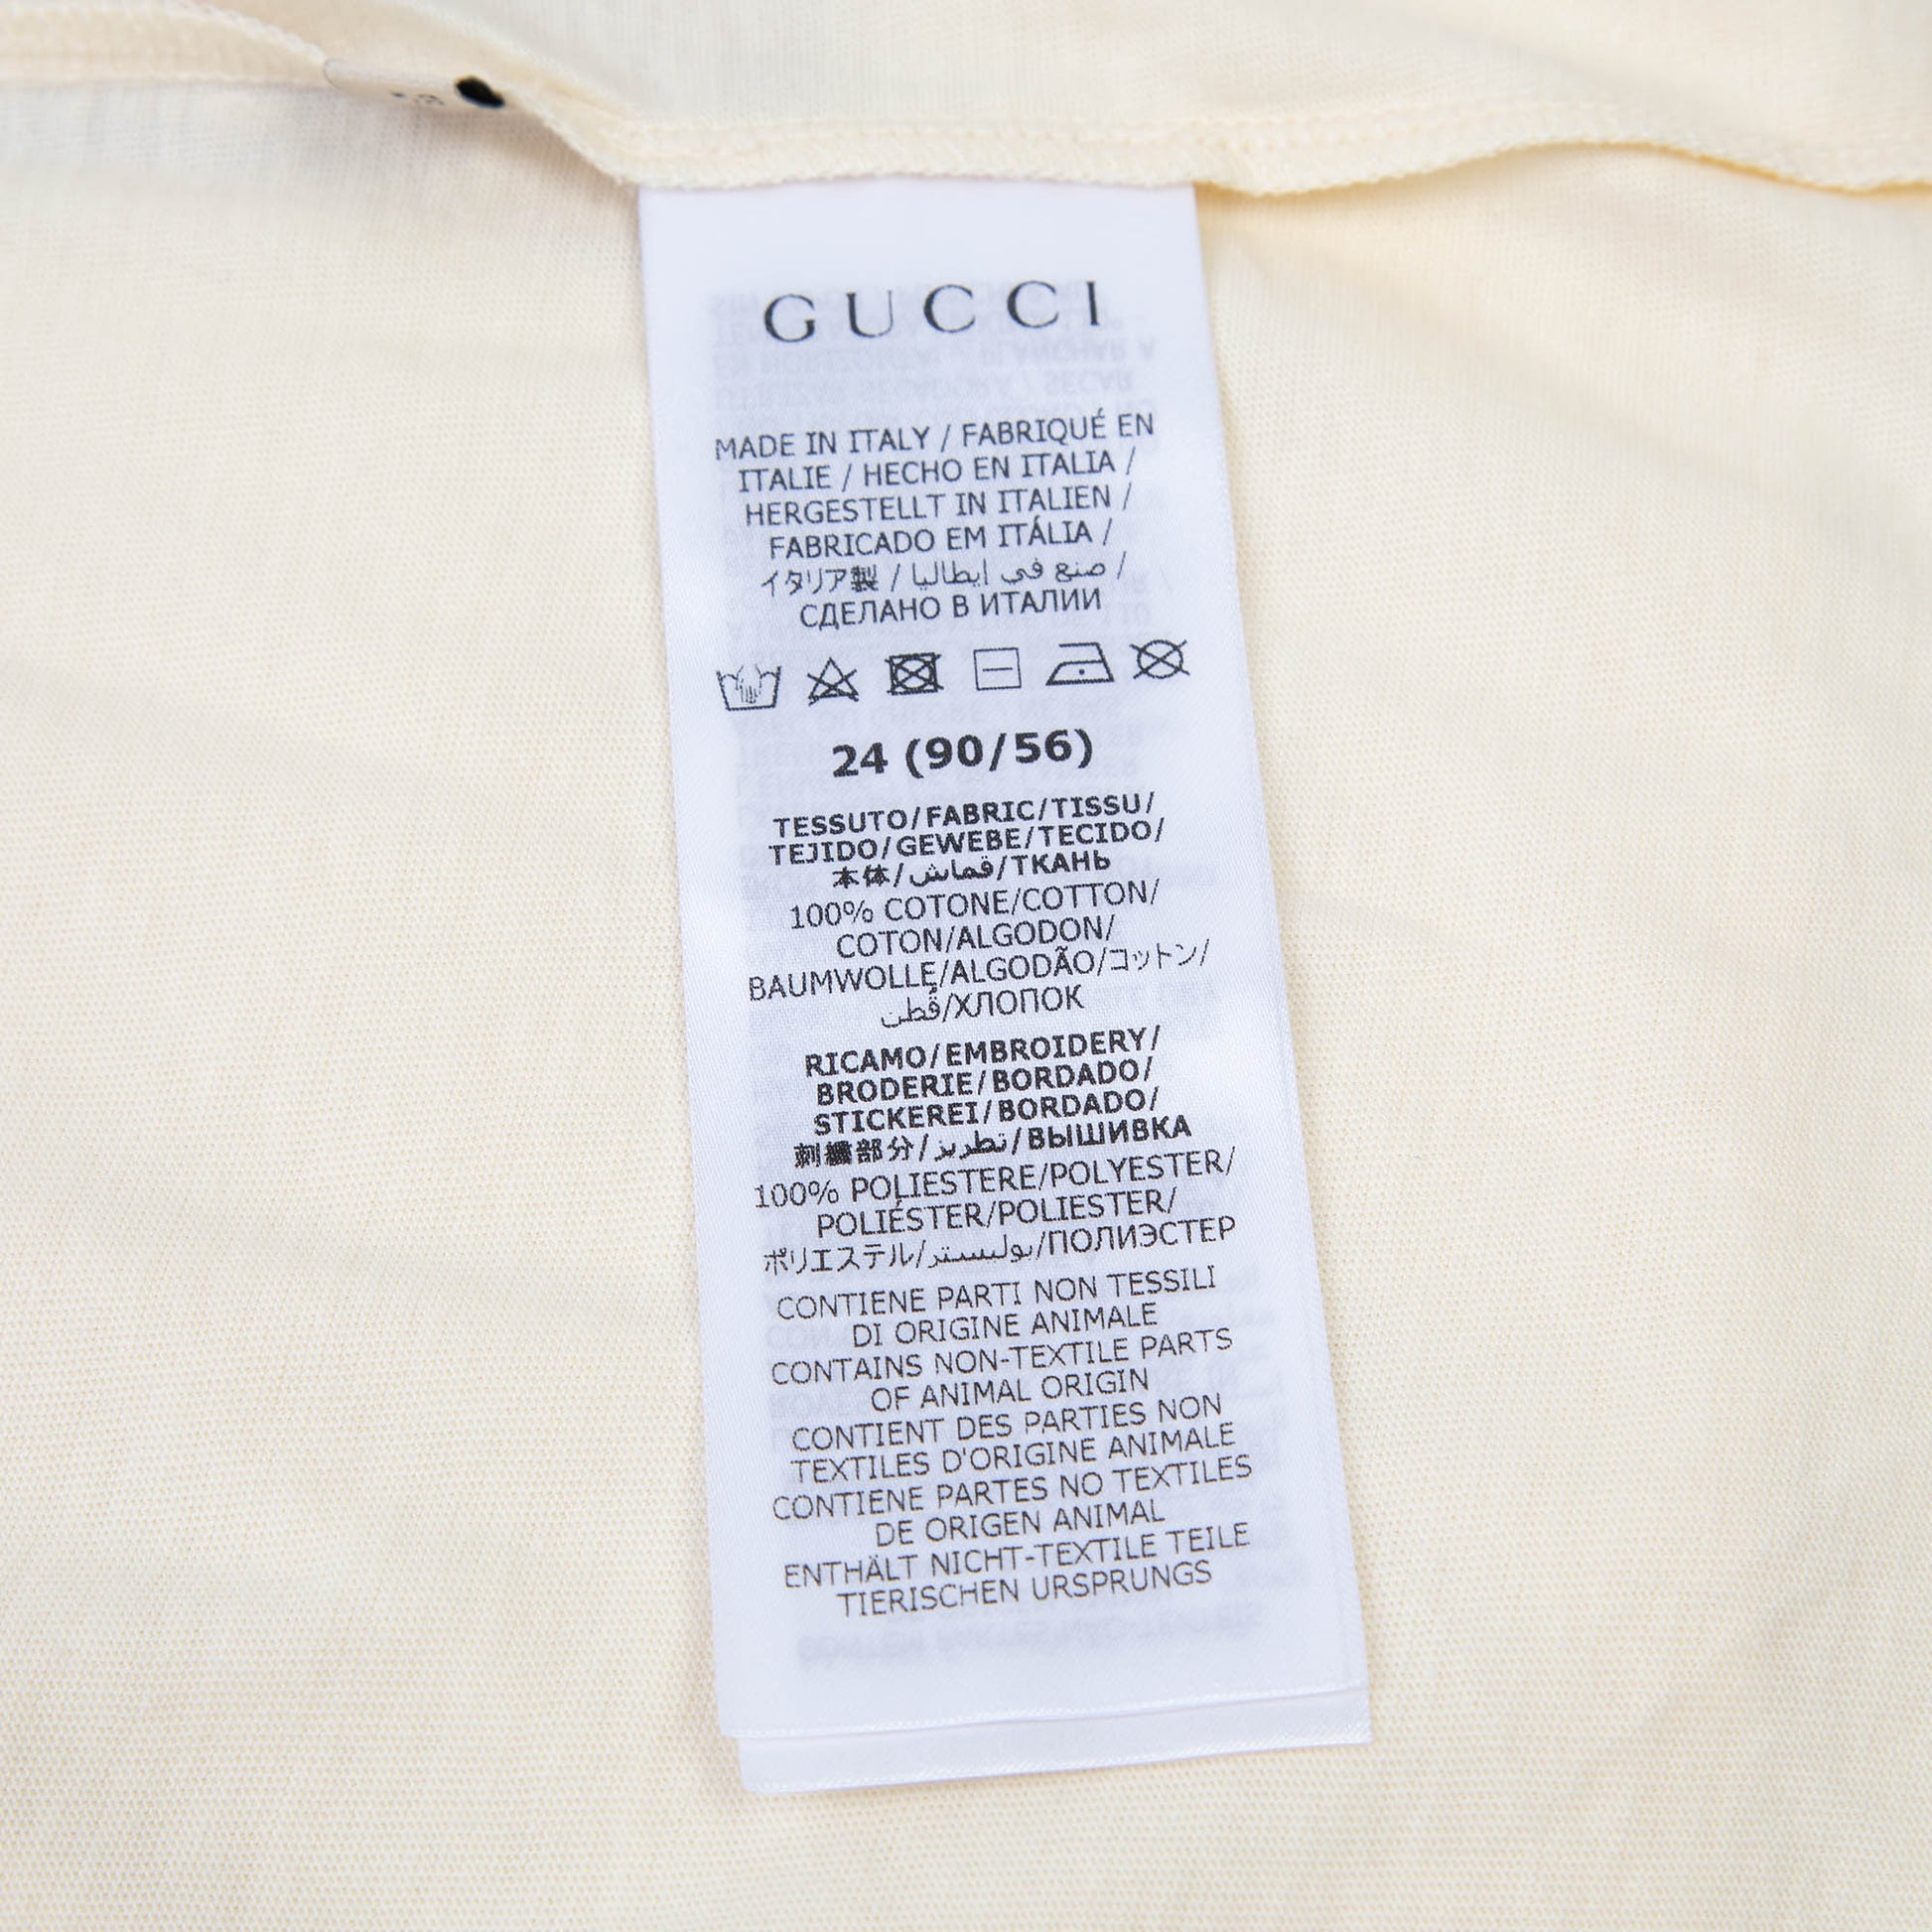 GUCCI
MADE IN ITALY / FABRIQUÉ EN
ITALIE / HECHO EN ITALIA /
HERGESTELLT IN ITALIEN /
FABRICADO EM ITÁLIA /
イタリア製 / صنع في إيطاليا /
СДЕЛАНО В ИТАЛИИ
24 (90/56)
TESSUTO/FABRIC/TISSU/
TEJIDO/GEWEBE/TECIDO/
本体/قماش/ТКАНЬ
100% COTONE/COTTON/
COTON/ALGODON/
BAUMWOLLE/ALGODÃO/コットン/
قُطن/ХЛОПОК
RICAMO/EMBROIDERY/
BRODERIE/BORDADO/
STICKEREI/BORDADO/
刺繍部分/تطريز/ВЫШИВКА
100% POLIESTERE/POLYESTER/
POLIÉSTER/POLIESTER/
ポリエステル/بوليستر/ПОЛИЭСТЕР
CONTIENE PARTI NON TESSILI
DI ORIGINE ANIMALE
CONTAINS NON-TEXTILE PARTS
OF ANIMAL ORIGIN
CONTIENT DES PARTIES NON
TEXTILES D'ORIGINE ANIMALE
CONTIENE PARTES NO TEXTILES
DE ORIGEN ANIMAL
ENTHÄLT NICHT-TEXTILE TEILE
TIERISCHEN URSPRUNGS